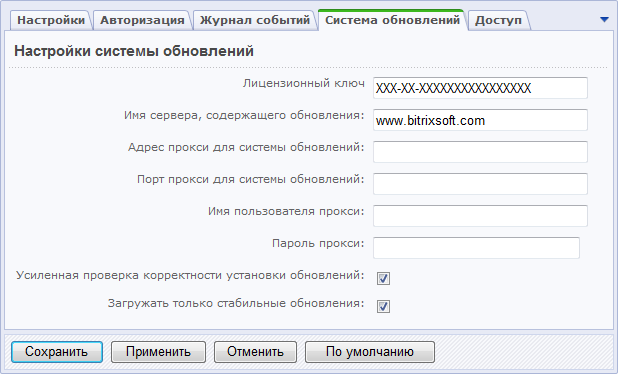 Настройки Авторизация Журнал событий Система обновлений Доступ
Настройки системы обновлений
Лицензионный ключ XXX-XX-XXXXXXXXXXXXXXXX
Имя сервера, содержащего обновления: www.bitrixsoft.com
Адрес прокси для системы обновлений:
Порт прокси для системы обновлений:
Имя пользователя прокси:
Пароль прокси:
Усиленная проверка корректности установки обновлений:
Загружать только стабильные обновления:
Сохранить Применить Отменить По умолчанию